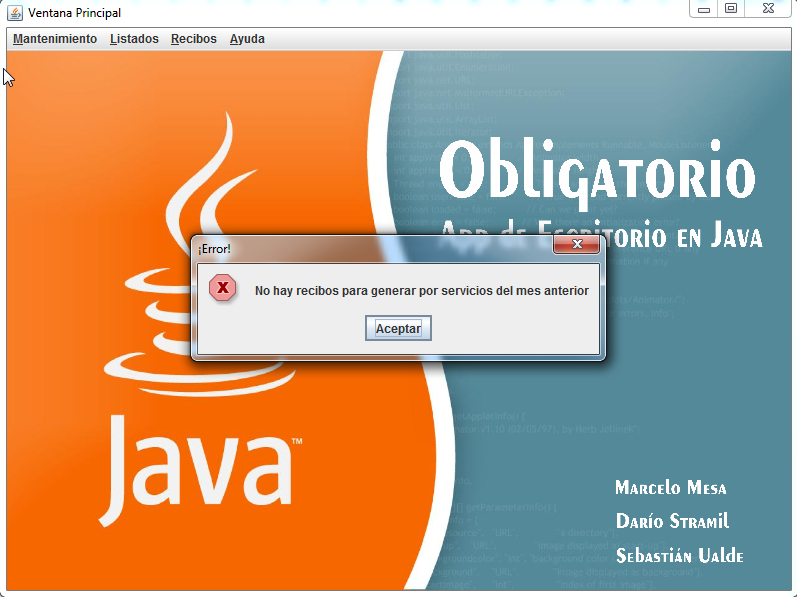 Ventana Principal
Mantenimiento Listados Recibos Ayuda
Obligatorio
App de Escritorio en Java
¡Error!
No hay recibos para generar por servicios del mes anterior
Aceptar
Java™
Marcelo Mesa
Darío Stramil
Sebastián Ualde